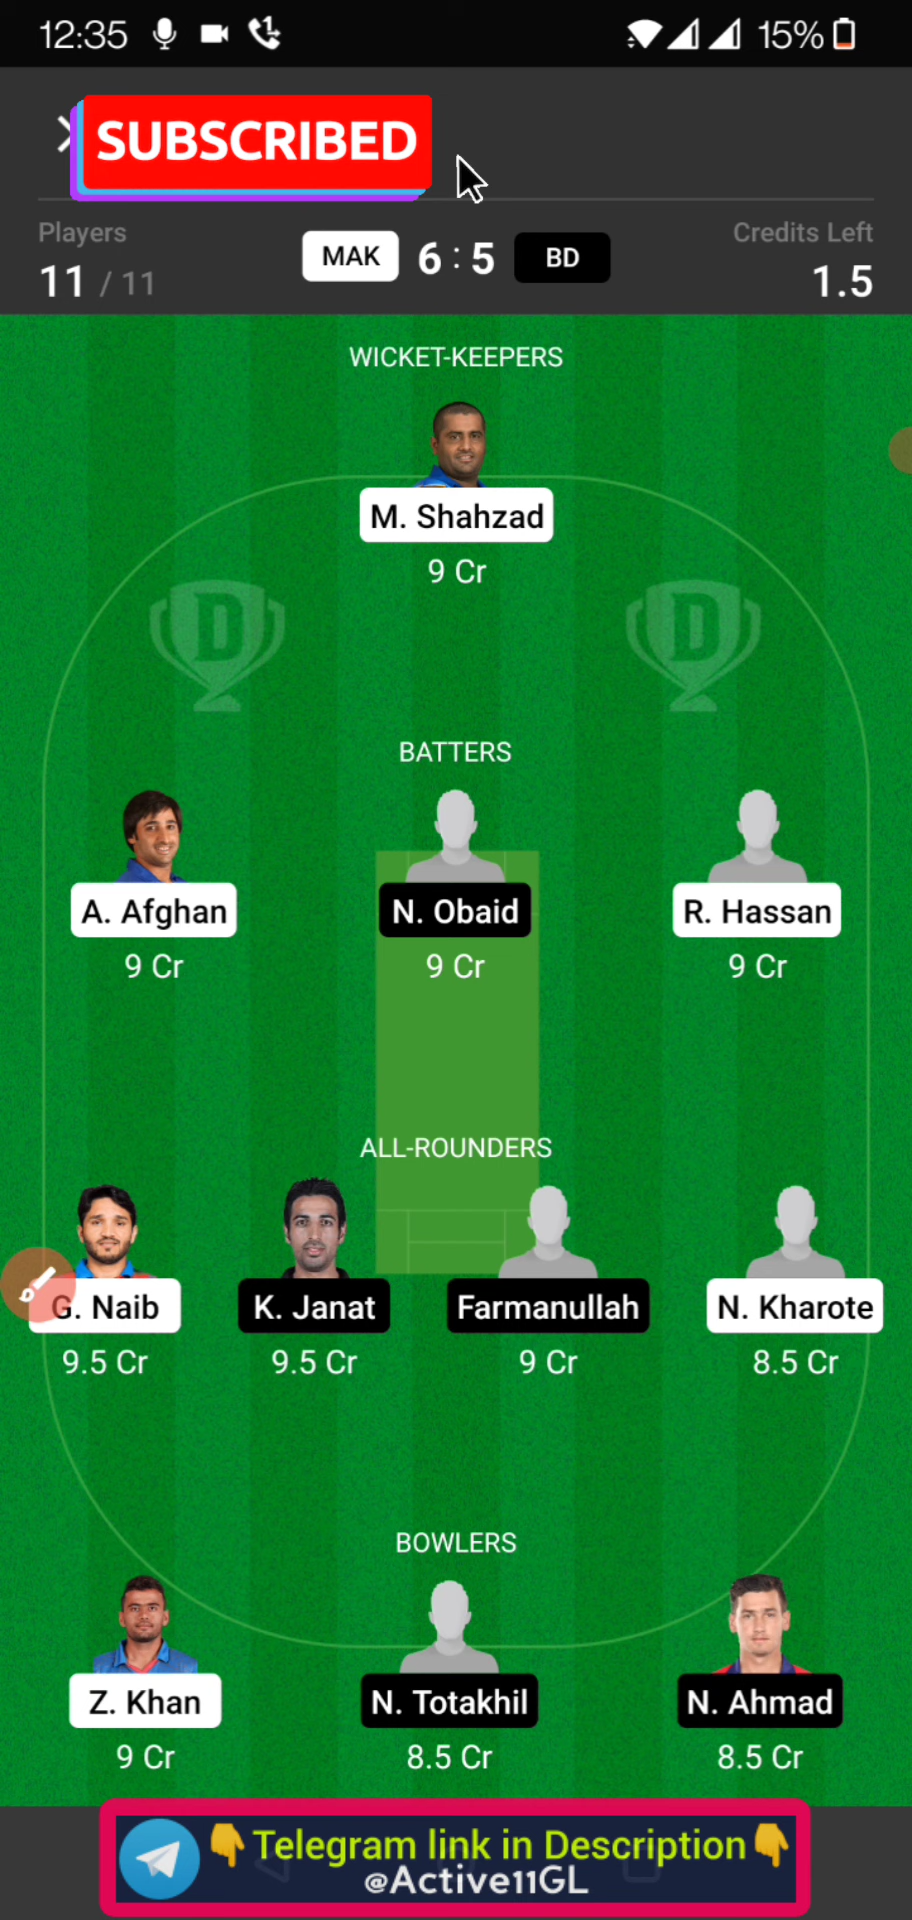 12:35 1 15%
SUBSCRIBED
Players Credits Left
11 / 11 MAK 6 : 5 BD 1.5
WICKET-KEEPERS
M. Shahzad
9 Cr
D D
BATTERS
A. Afghan N. Obaid R. Hassan
9 Cr 9 Cr 9 Cr
ALL-ROUNDERS
G. Naib K. Janat Farmanullah N. Kharote
9.5 Cr 9.5 Cr 9 Cr 8.5 Cr
BOWLERS
Z. Khan N. Totakhil N. Ahmad
9 Cr 8.5 Cr 8.5 Cr
👇Telegram link in Description👇
@Active11GL